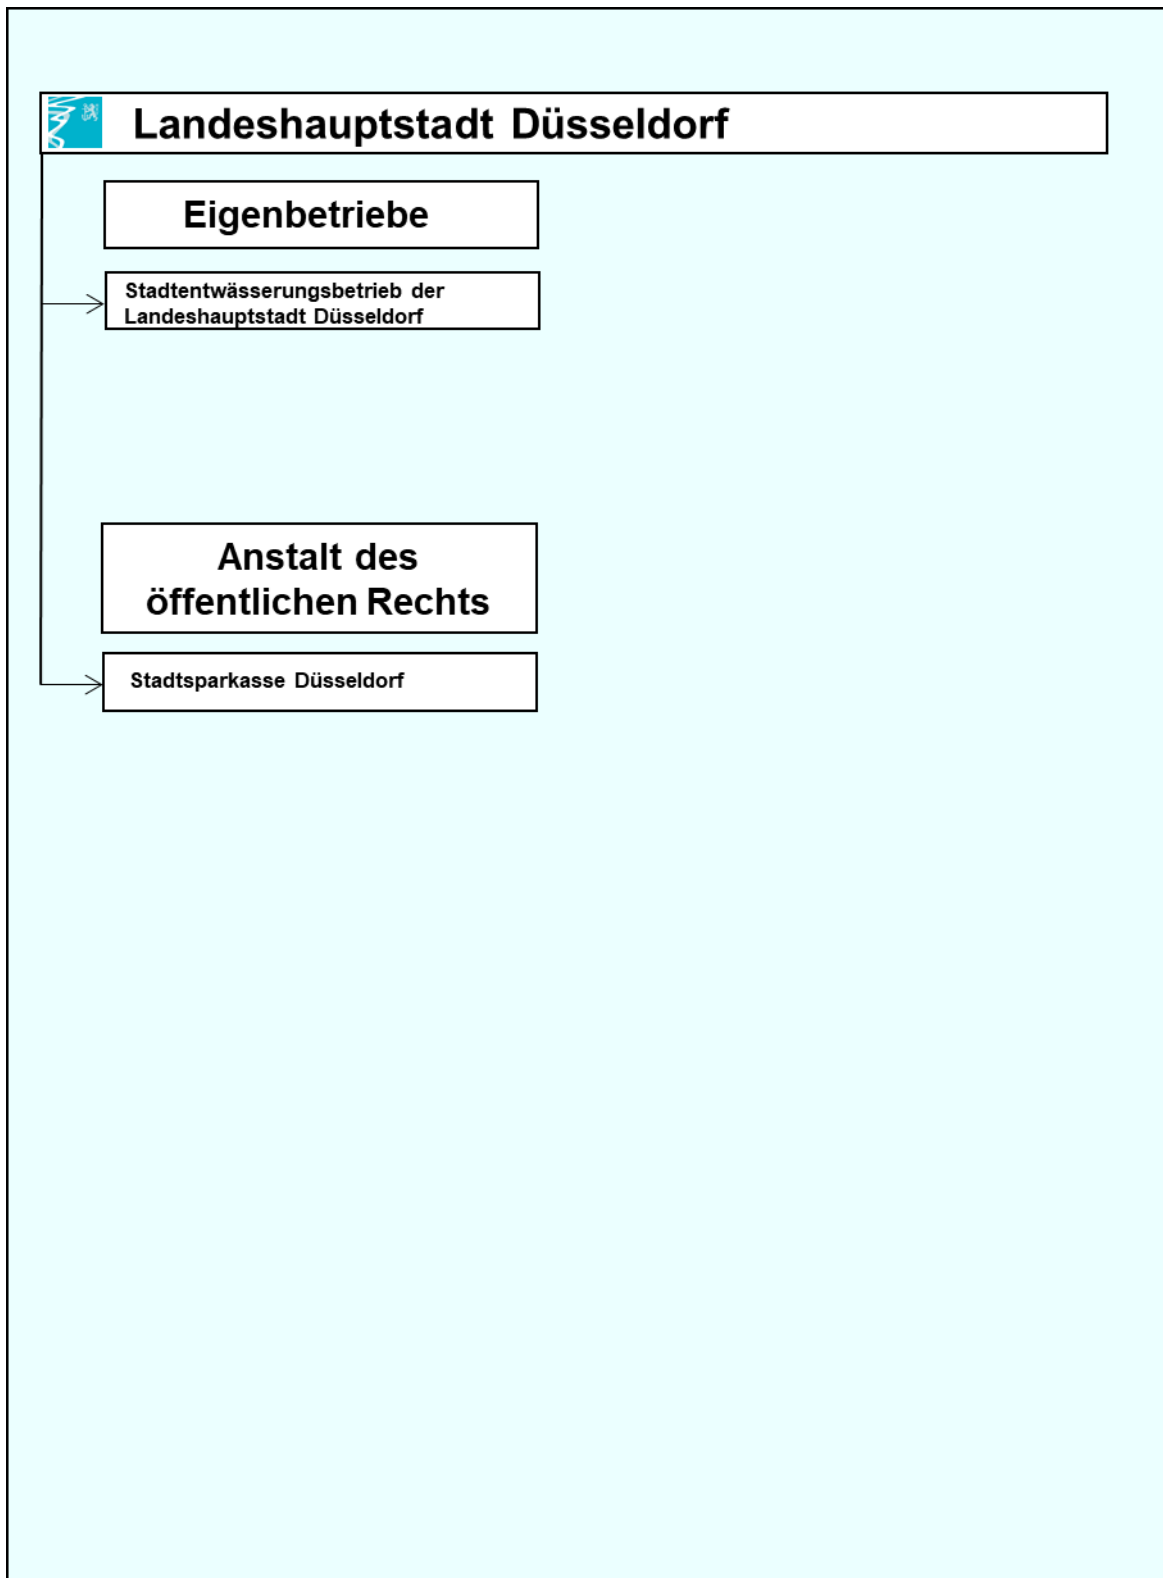 Landeshauptstadt Düsseldorf
Eigenbetriebe
Stadtentwässerungsbetrieb der
Landeshauptstadt Düsseldorf
Anstalt des
öffentlichen Rechts
Stadtsparkasse Düsseldorf